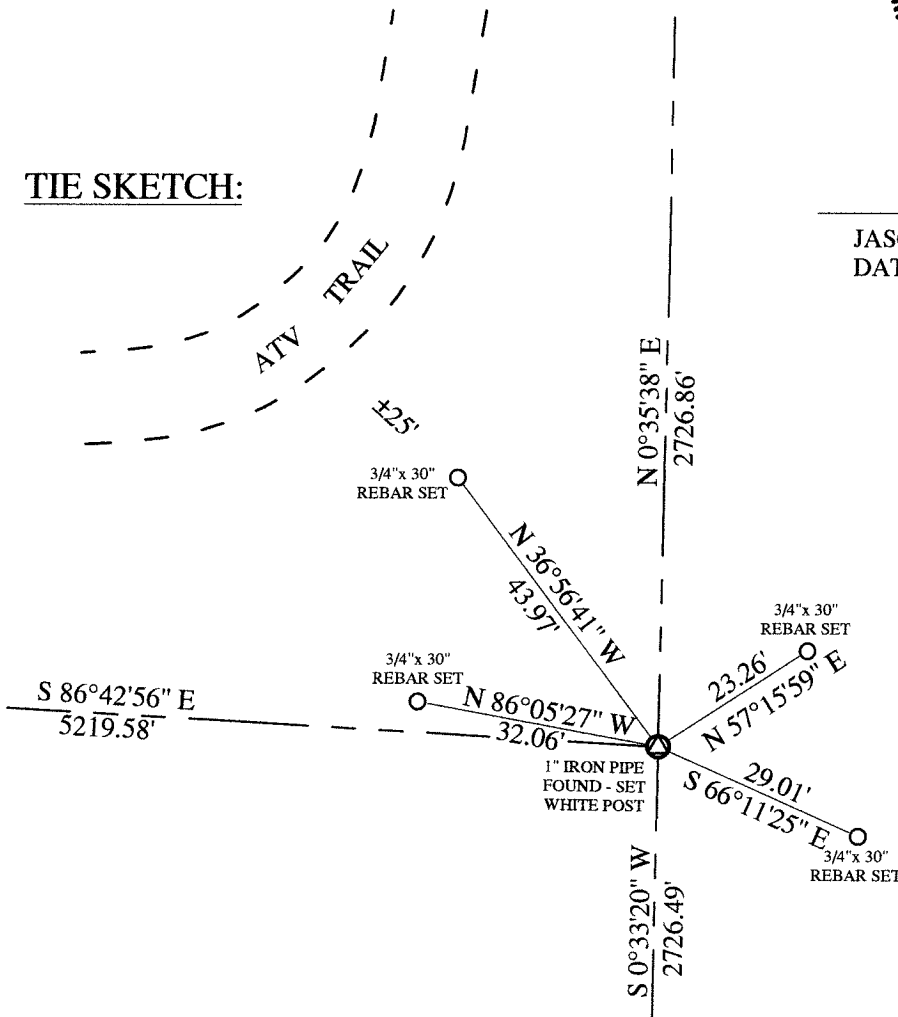 TIE SKETCH:
JASO
DAT
ATV TRAIL
±25'
N 0°35'38" E
2726.86'
3/4"x 30"
REBAR SET
N 36°56'41" W
43.97'
3/4"x 30"
REBAR SET
23.26'
N 57°15'59" E
3/4"x 30"
REBAR SET
N 86°05'27" W
32.06'
S 86°42'56" E
5219.58'
1" IRON PIPE
FOUND - SET
WHITE POST
29.01'
S 66°11'25" E
3/4"x 30"
REBAR SET
S 0°33'20" W
2726.49'